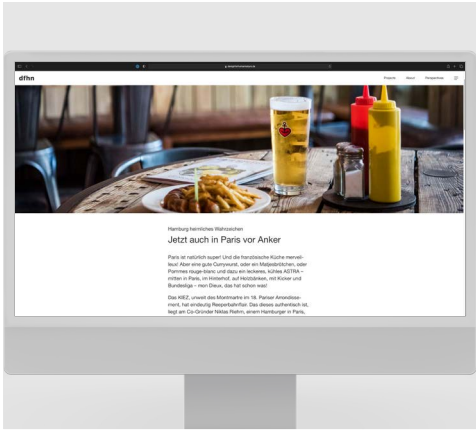 dfhn
Projects About Perspectives
Hamburg heimliches Wahrzeichen
Jetzt auch in Paris vor Anker
Paris ist natürlich super! Und die französische Küche merveil-
leux! Aber eine gute Currywurst, oder ein Matjesbrötchen, oder
Pommes rouge-blanc und dazu ein leckeres, kühles ASTRA –
mitten in Paris, im Hinterhof, auf Holzbänken, mit Kicker und
Bundesliga – mon Dieux, das hat schon was!
Das KIEZ, unweit des Montmartre im 18. Pariser Arrondisse-
ment, hat eindeutig Reeperbahnflair. Das dieses authentisch ist,
liegt am Co-Gründer Niklas Riehm, einem Hamburger in Paris,